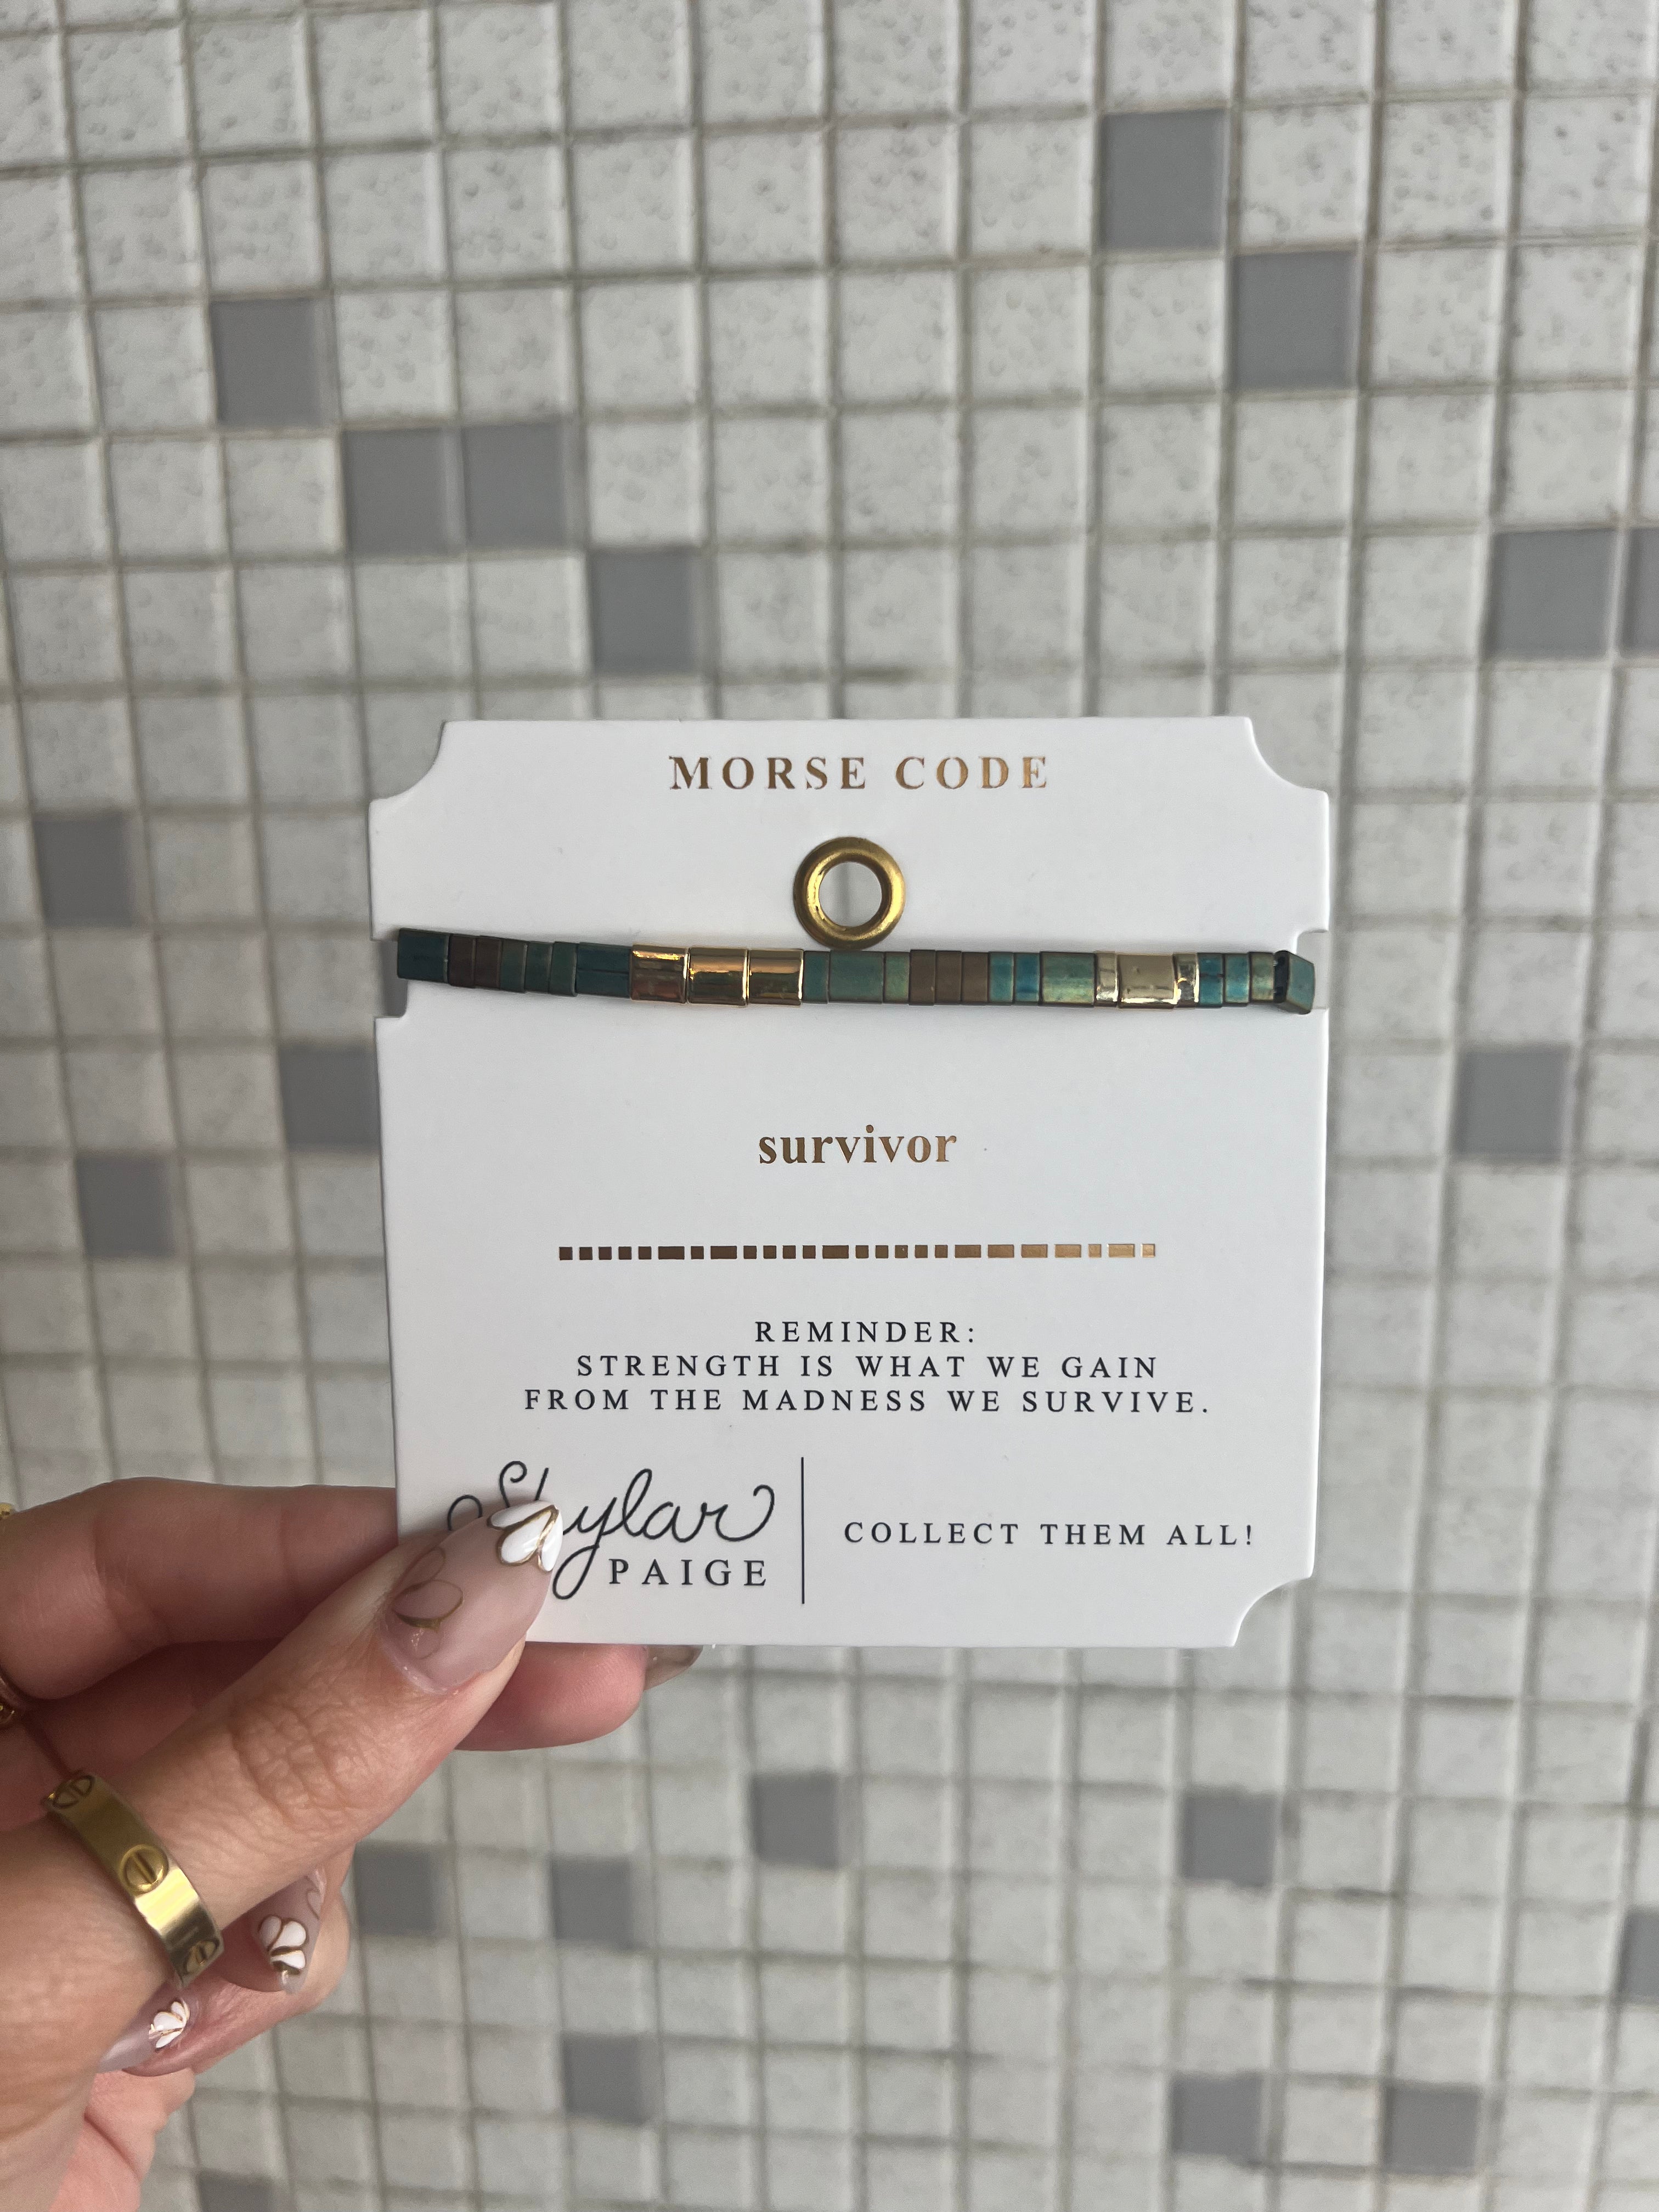 MORSE CODE
survivor
REMINDER:
STRENGTH IS WHAT WE GAIN
FROM THE MADNESS WE SURVIVE.
Skylar
PAIGE
COLLECT THEM ALL!